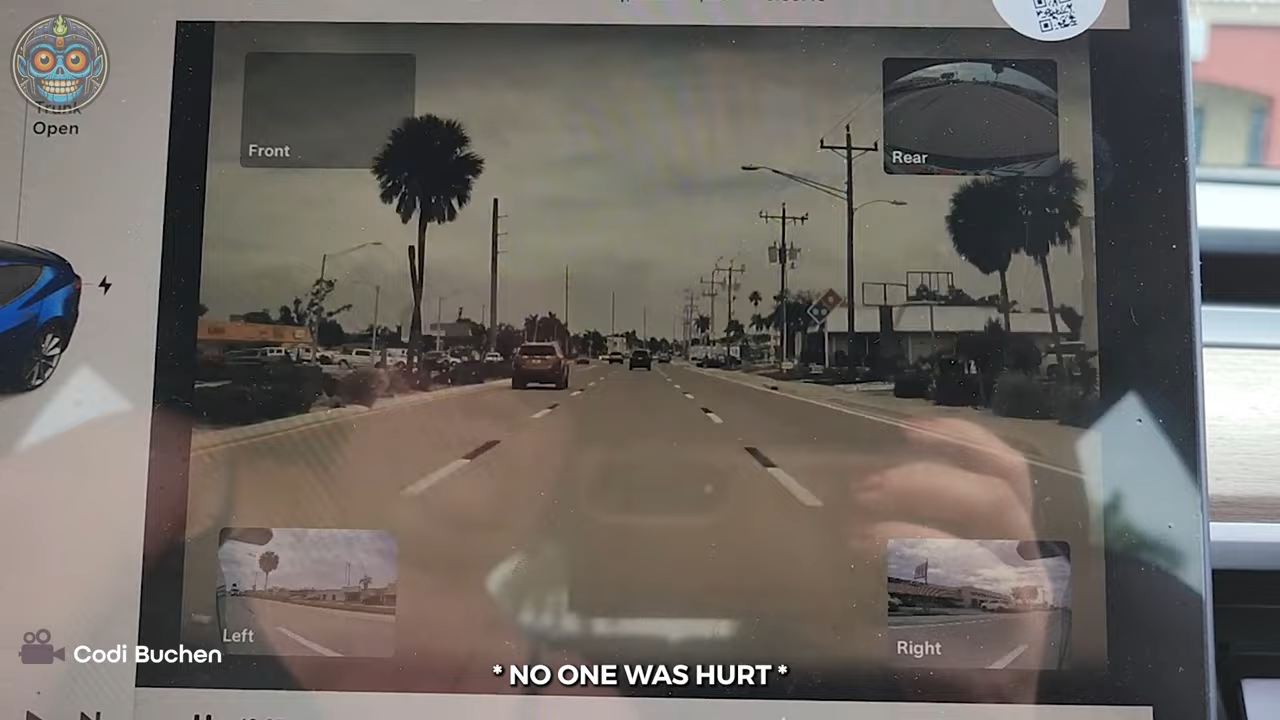 Trunk
Open
Front
Rear
Left
Right
Codi Buchen
* NO ONE WAS HURT *